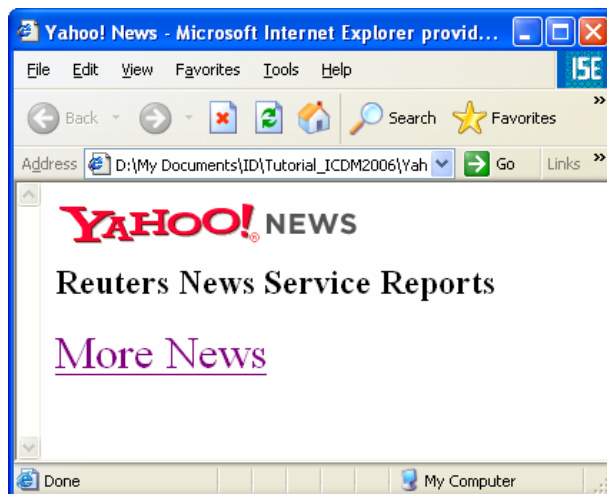 Yahoo! News - Microsoft Internet Explorer provid...
File Edit View Favorites Tools Help
ISE
Back Search Favorites »
Address D:\My Documents\ID\Tutorial_ICDM2006\Yah Go Links »
YAHOO!® NEWS
Reuters News Service Reports
More News
Done My Computer